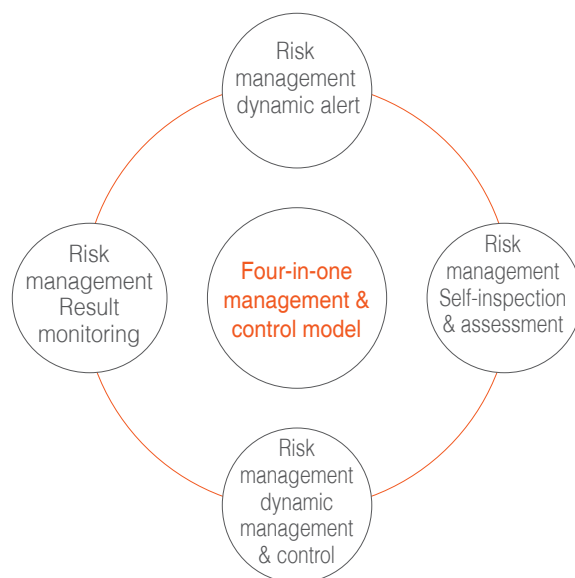 Risk
management
dynamic alert
Risk
management
Result
monitoring
Four-in-one
management &
control model
Risk
management
Self-inspection
& assessment
Risk
management
dynamic
management
& control